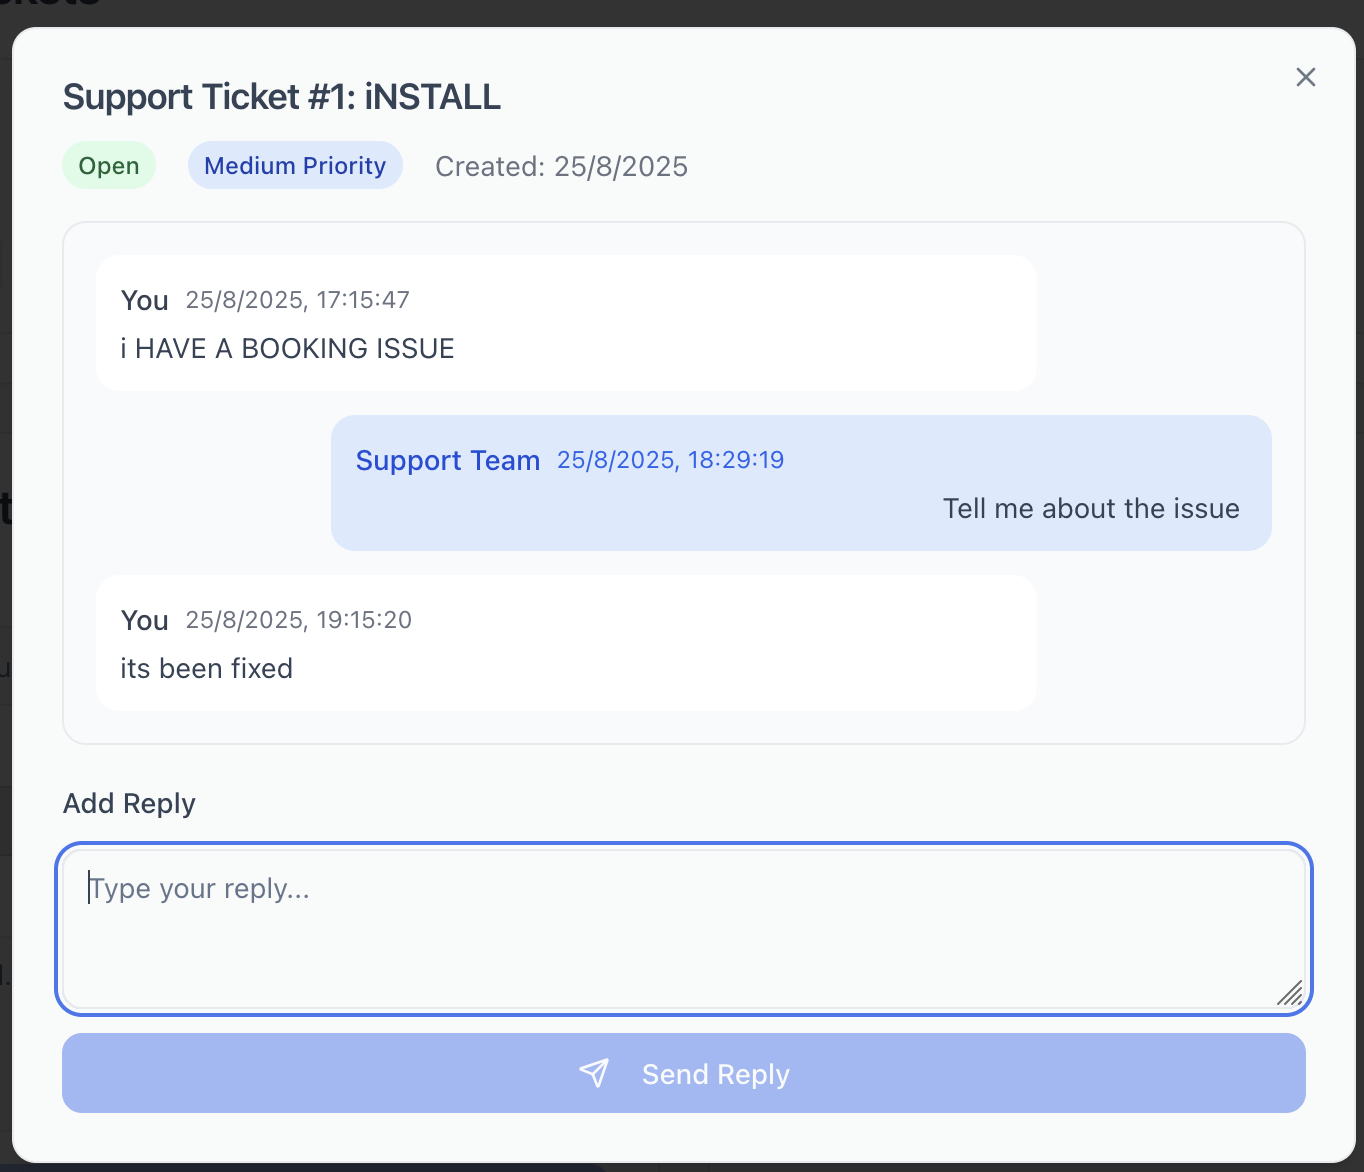 Support Ticket #1: iNSTALL
Open
Medium Priority
Created: 25/8/2025
You 25/8/2025, 17:15:47
i HAVE A BOOKING ISSUE
Support Team 25/8/2025, 18:29:19
Tell me about the issue
You 25/8/2025, 19:15:20
its been fixed
Add Reply
Type your reply...
Send Reply